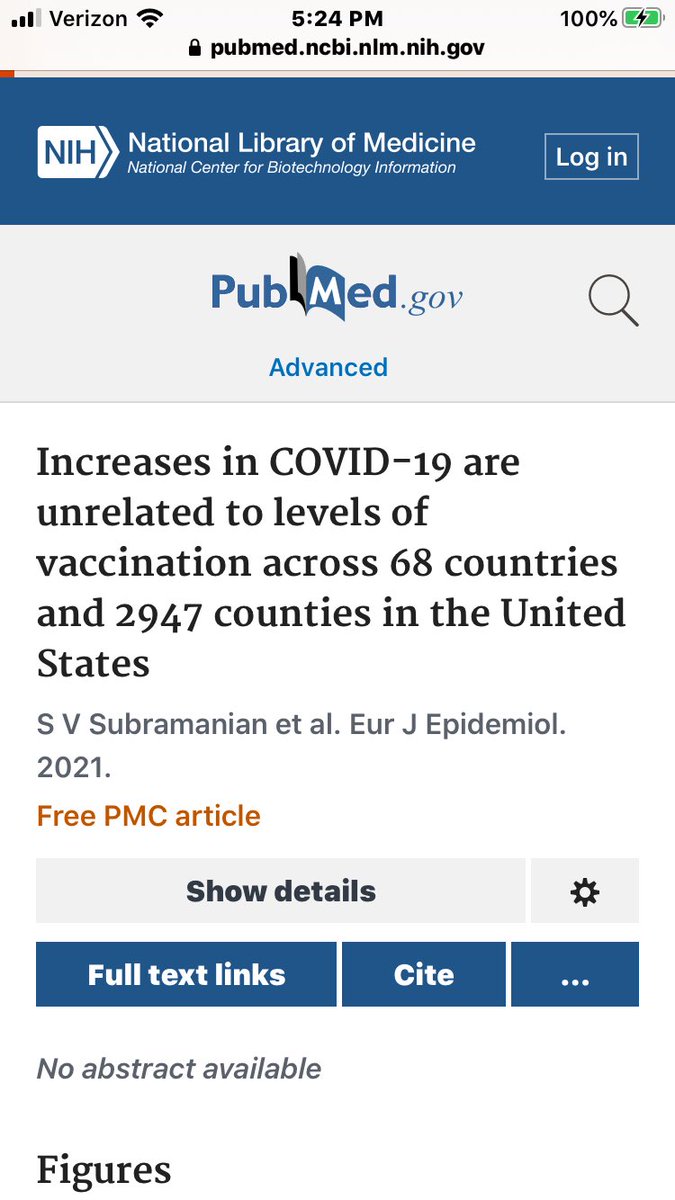 Verizon 5:24 PM 100%
pubmed.ncbi.nlm.nih.gov
NIH National Library of Medicine
National Center for Biotechnology Information
Log in
PubMed.gov
Advanced
Increases in COVID-19 are
unrelated to levels of
vaccination across 68 countries
and 2947 counties in the United
States
S V Subramanian et al. Eur J Epidemiol.
2021.
Free PMC article
Show details
Full text links Cite ...
No abstract available
Figures